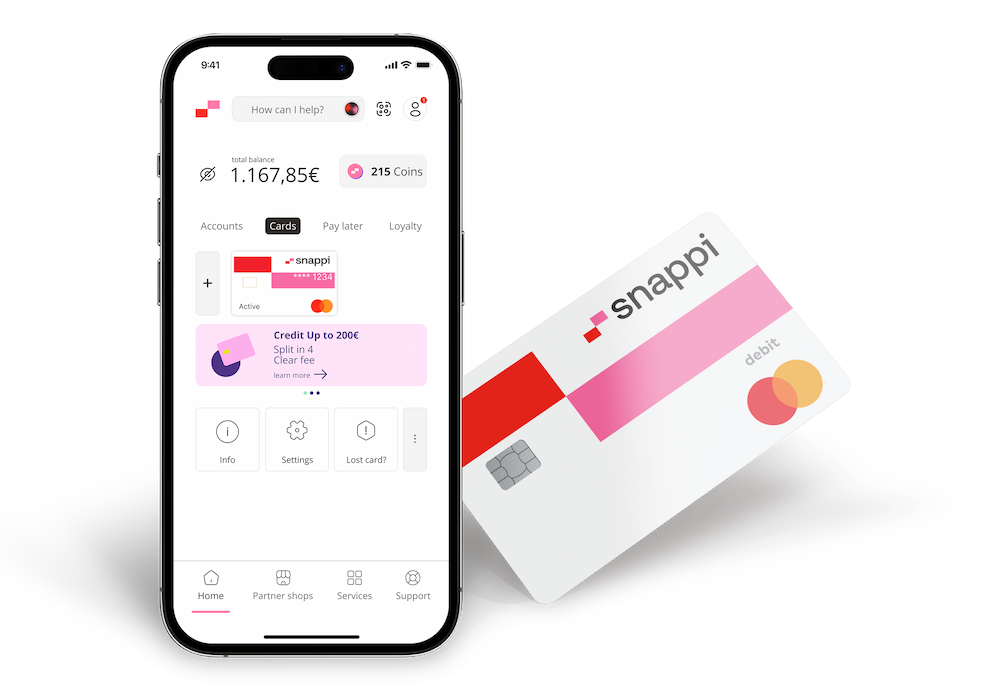 9:41
How can I help?
1
total balance
1.167,85€
215 Coins
Accounts
Cards
Pay later
Loyalty
+
snappi
**** 1234
Active
Credit Up to 200€
Split in 4
Clear fee
learn more →
Info
Settings
Lost card?
Home
Partner shops
Services
Support
snappi
debit